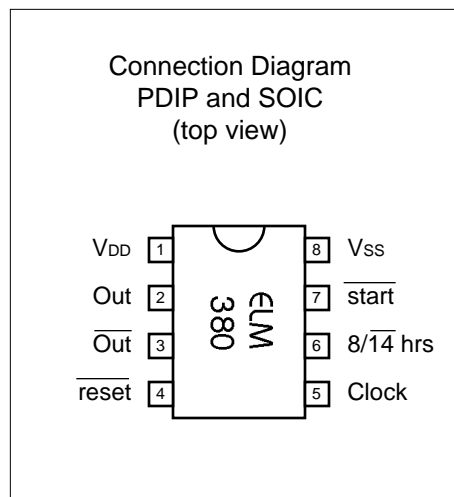 Connection Diagram
PDIP and SOIC
(top view)
VDD 1 8 VSS
Out 2 7 start
Out 3 6 8/14 hrs
reset 4 5 Clock
ELM
380